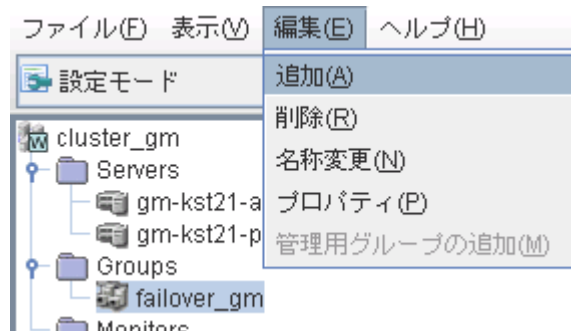 ファイル(F) 表示(V) 編集(E) ヘルプ(H)
設定モード
追加(A)
削除(R)
名称変更(N)
プロパティ(P)
管理用グループの追加(M)
cluster_gm
Servers
gm-kst21-a
gm-kst21-p
Groups
failover_gm
Monitors